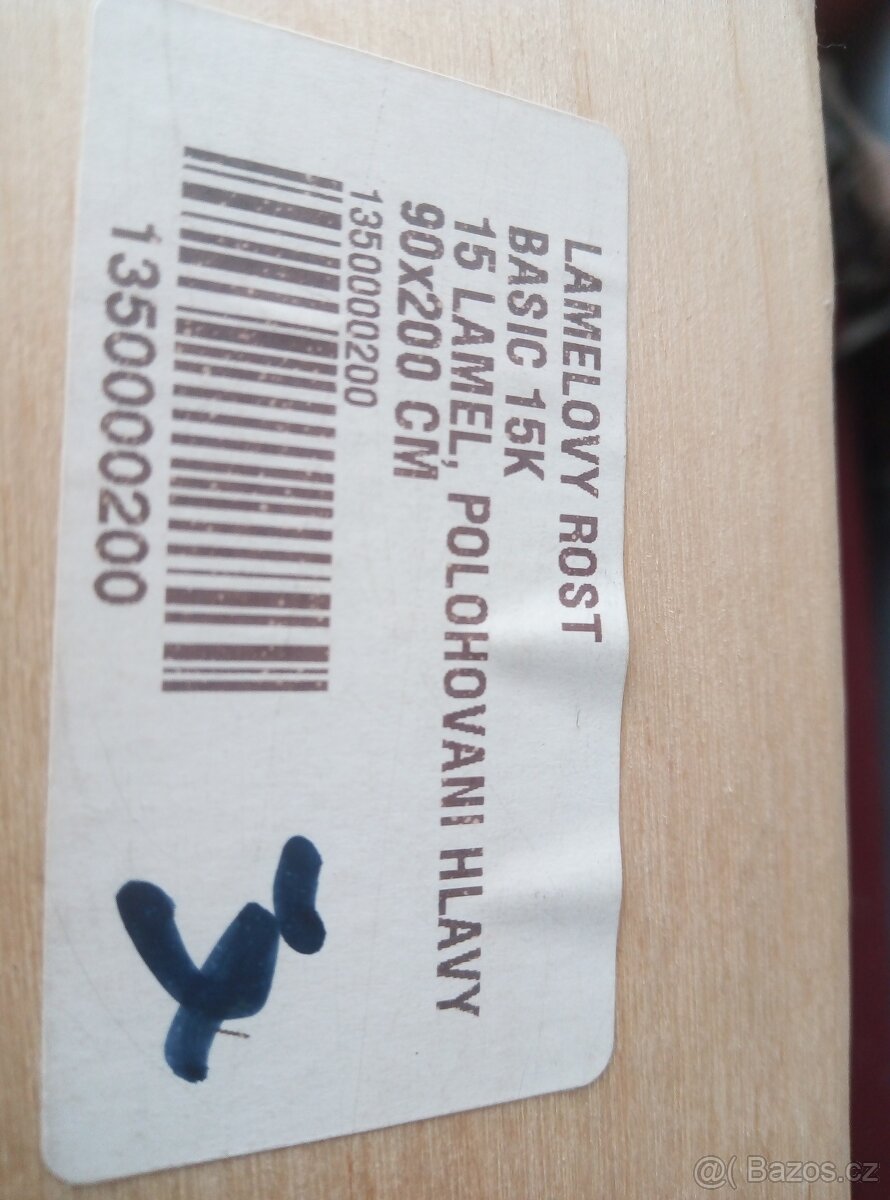 LAMELOVY ROST
BASIC 15K
15 LAMEL, POLOHOVANI HLAVY
90x200 CM
1350000200
1350000200
@( Bazos.cz